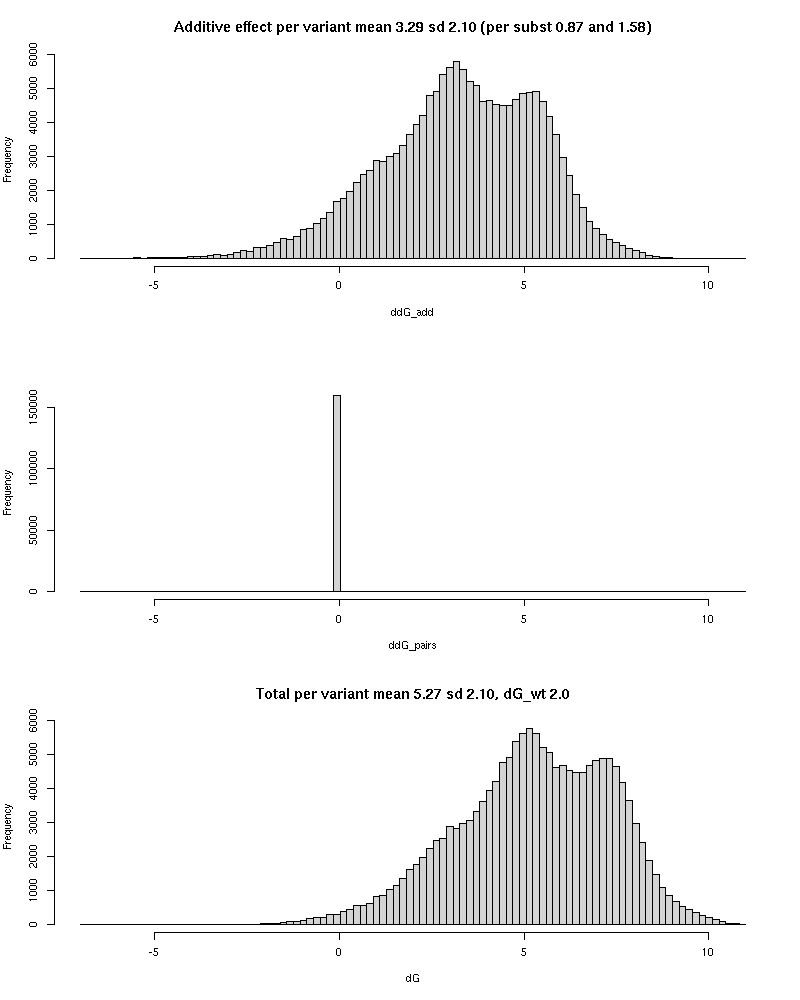 Additive effect per variant mean 3.29 sd 2.10 (per subst 0.87 and 1.58)
Frequency
0 1000 2000 3000 4000 5000 6000
-5 0 5 10
ddG_add
Frequency
0 50000 100000 150000
-5 0 5 10
ddG_pairs
Total per variant mean 5.27 sd 2.10, dG_wt 2.0
Frequency
0 1000 2000 3000 4000 5000 6000
-5 0 5 10
dG